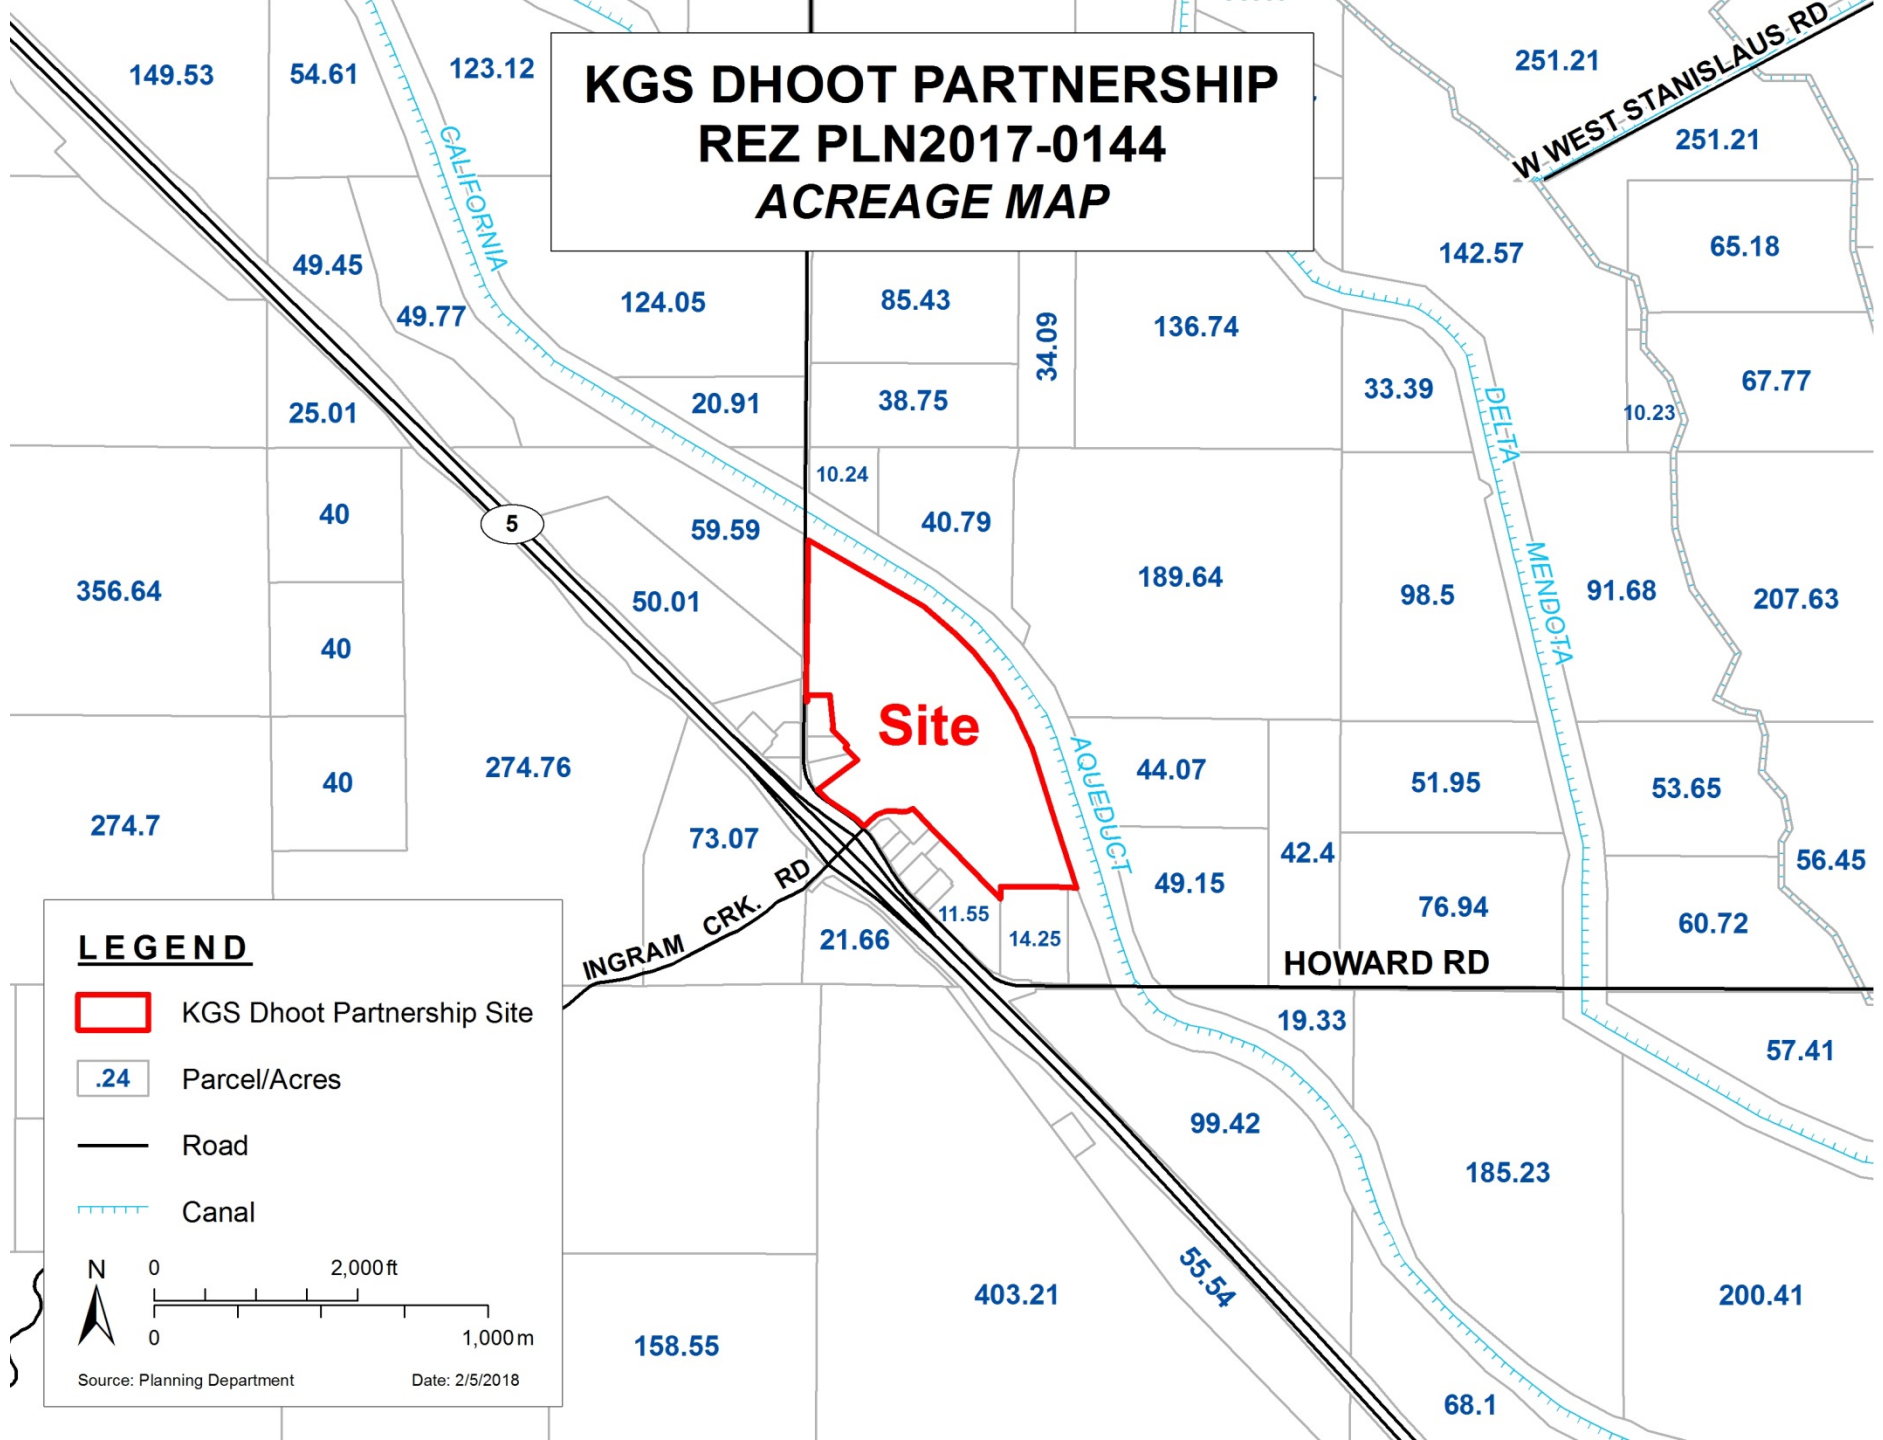 KGS DHOOT PARTNERSHIP
REZ PLN2017-0144
ACREAGE MAP
149.53
54.61
123.12
251.21
W WEST STANISLAUS RD
251.21
CALIFORNIA
49.45
49.77
124.05
85.43
34.09
136.74
142.57
65.18
25.01
20.91
38.75
33.39
10.23
67.77
DELTA
10.24
40
5
59.59
40.79
356.64
50.01
189.64
98.5
MENDOTA
91.68
207.63
40
Site
40
274.76
AQUEDUCT
44.07
51.95
53.65
274.7
73.07
42.4
56.45
INGRAM CRK. RD
49.15
76.94
60.72
21.66
11.55
14.25
HOWARD RD
19.33
57.41
99.42
185.23
55.54
403.21
200.41
158.55
68.1
LEGEND
KGS Dhoot Partnership Site
.24 Parcel/Acres
Road
Canal
N
0 2,000 ft
0 1,000 m
Source: Planning Department Date: 2/5/2018